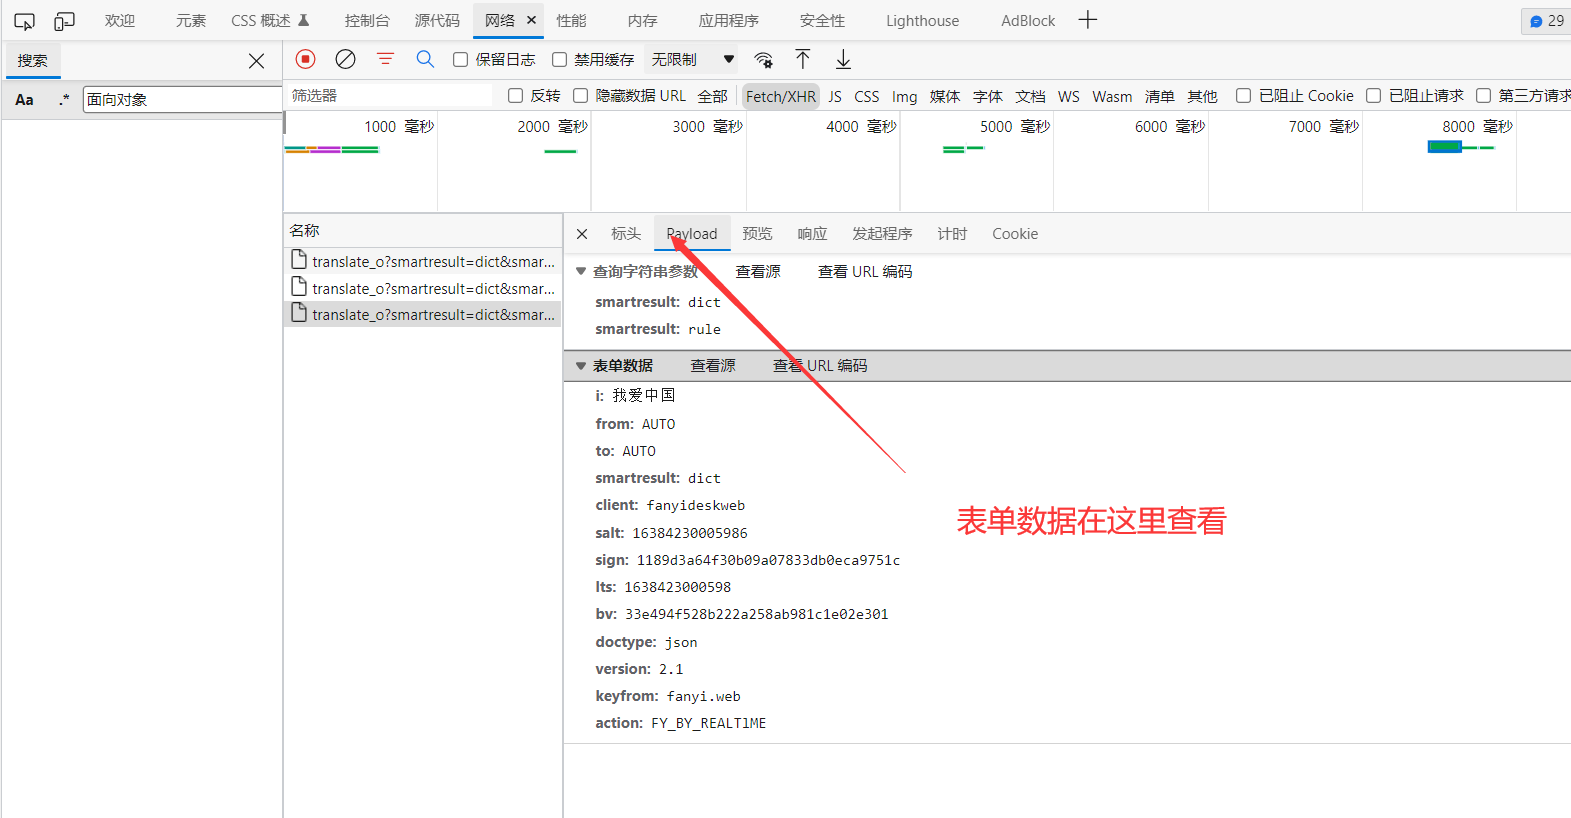 欢迎 元素 CSS 概述 控制台 源代码 网络 性能 内存 应用程序 安全性 Lighthouse AdBlock 29
搜索
保留日志 禁用缓存 无限制
Aa .* 面向对象
筛选器 反转 隐藏数据 URL 全部 Fetch/XHR JS CSS Img 媒体 字体 文档 WS Wasm 清单 其他 已阻止 Cookie 已阻止请求 第三方请求
1000 毫秒 2000 毫秒 3000 毫秒 4000 毫秒 5000 毫秒 6000 毫秒 7000 毫秒 8000 毫秒
名称
translate_o?smartresult=dict&smar...
translate_o?smartresult=dict&smar...
translate_o?smartresult=dict&smar...
标头 Payload 预览 响应 发起程序 计时 Cookie
查询字符串参数 查看源 查看 URL 编码
smartresult: dict
smartresult: rule
表单数据 查看源 查看 URL 编码
i: 我爱中国
from: AUTO
to: AUTO
smartresult: dict
client: fanyideskweb
salt: 16384230005986
sign: 1189d3a64f30b09a07833db0eca9751c
lts: 1638423000598
bv: 33e494f528b222a258ab981c1e02e301
doctype: json
version: 2.1
keyfrom: fanyi.web
action: FY_BY_REALTlME
表单数据在这里查看